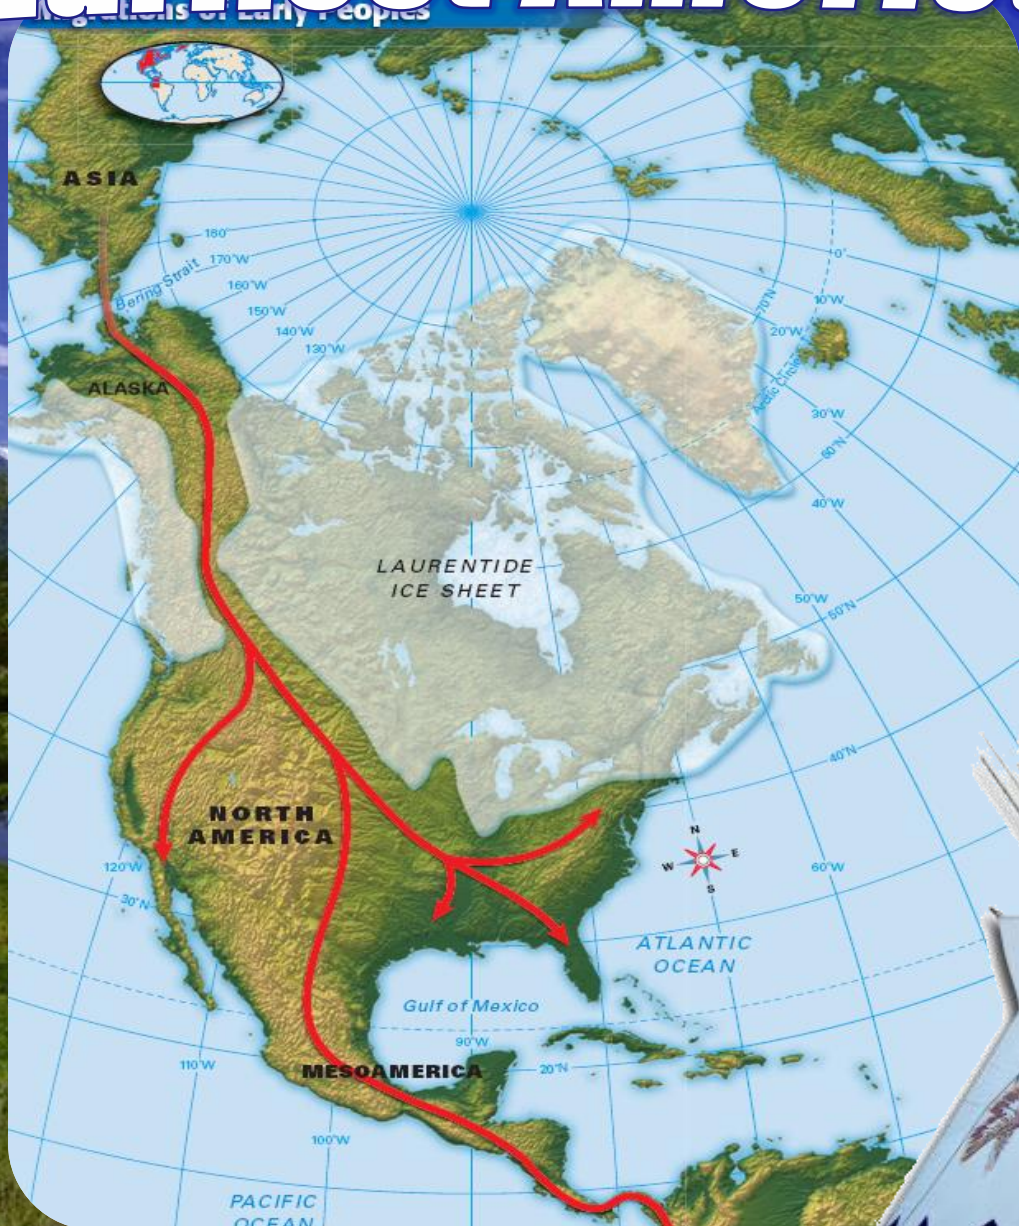 Migrations of Early Peoples
ASIA
180°
170°W
Bering Strait
160°W
150°W
140°W
130°W
ALASKA
0°
10°W
70°N
20°W
Arctic Circle
30°W
60°N
40°W
LAURENTIDE
ICE SHEET
50°W
50°N
40°N
NORTH
AMERICA
N
W
E
S
120°W
60°W
30°N
ATLANTIC
OCEAN
Gulf of Mexico
90°W
110°W
MESOAMERICA
20°N
100°W
PACIFIC
OCEAN